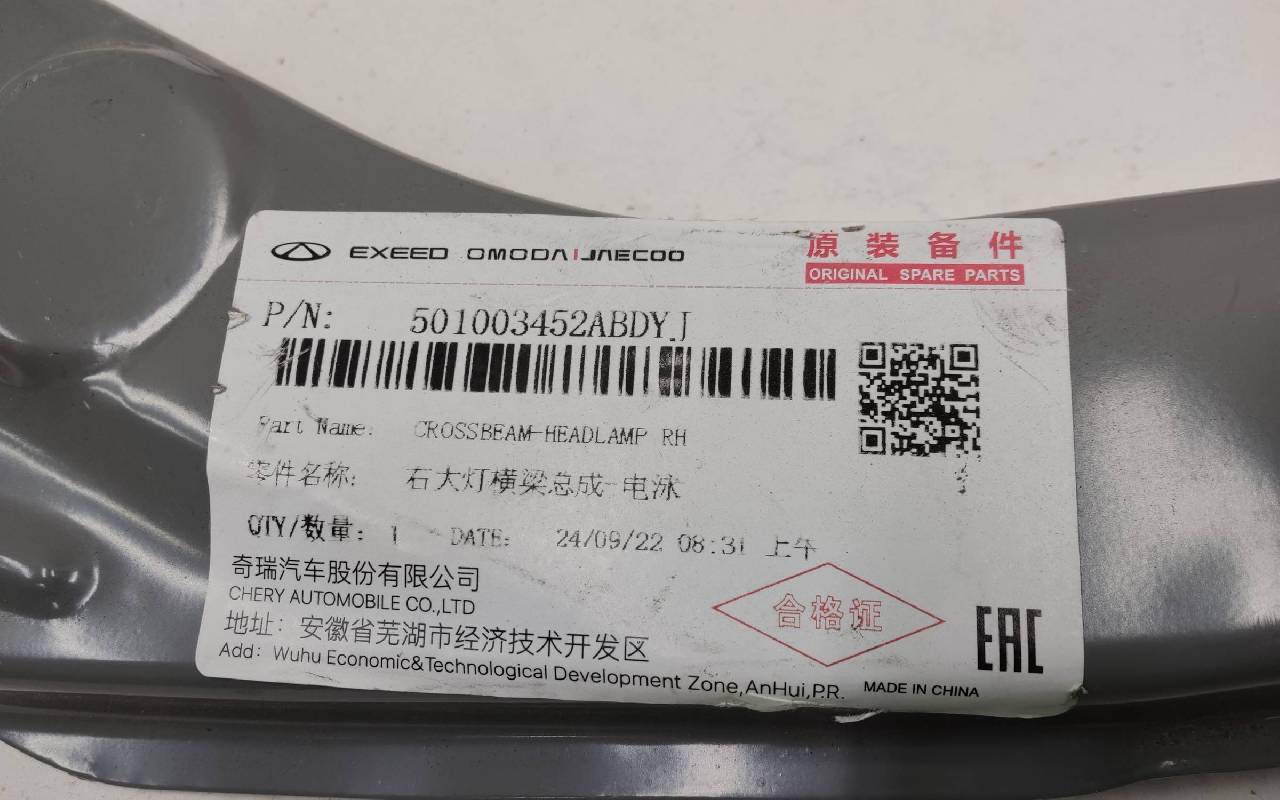 EXEED OMODA | JAECOO
原装备件
ORIGINAL SPARE PARTS
P/N: 501003452ABDYJ
Part Name: CROSSBEAM-HEADLAMP RH
零件名称: 右大灯横梁总成-电泳
QTY/数量: 1 DATE: 24/09/22 08:31 上午
奇瑞汽车股份有限公司
CHERY AUTOMOBILE CO.,LTD
地址: 安徽省芜湖市经济技术开发区
Add: Wuhu Economic&Technological Development Zone,AnHui,P.R.
MADE IN CHINA
合格证
EAC